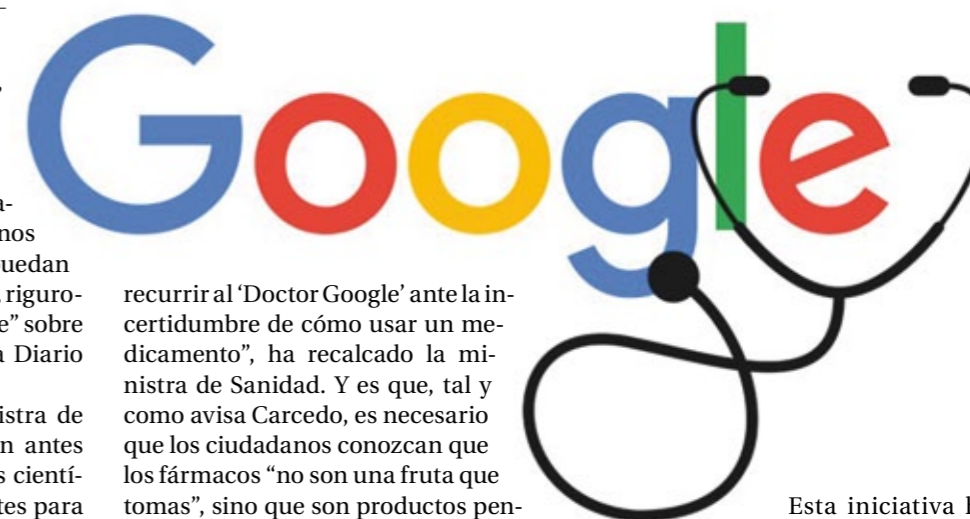 Google
nos
puedan
riguro-
e” sobre
a Diario
istra de
n antes
s cientí-
tes para
recurrir al ‘Doctor Google’ ante la in-
certidumbre de cómo usar un me-
dicamento”, ha recalcado la mi-
nistra de Sanidad. Y es que, tal y
como avisa Carcedo, es necesario
que los ciudadanos conozcan que
los fármacos “no son una fruta que
tomas”, sino que son productos pen-
Esta iniciativa